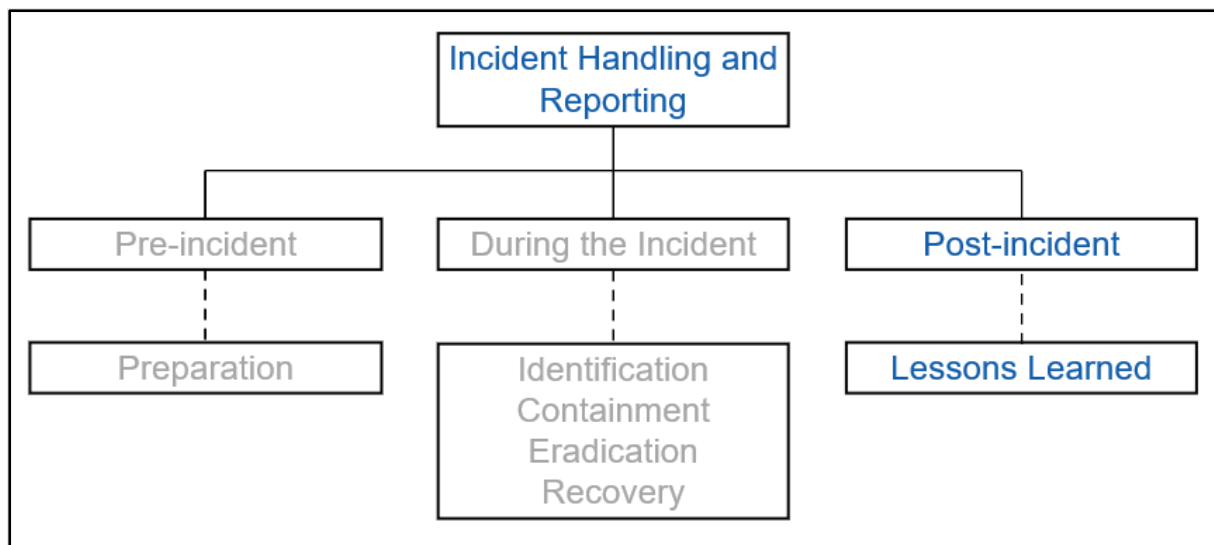 Incident Handling and
Reporting
Pre-incident
During the Incident
Post-incident
Preparation
Identification
Containment
Eradication
Recovery
Lessons Learned